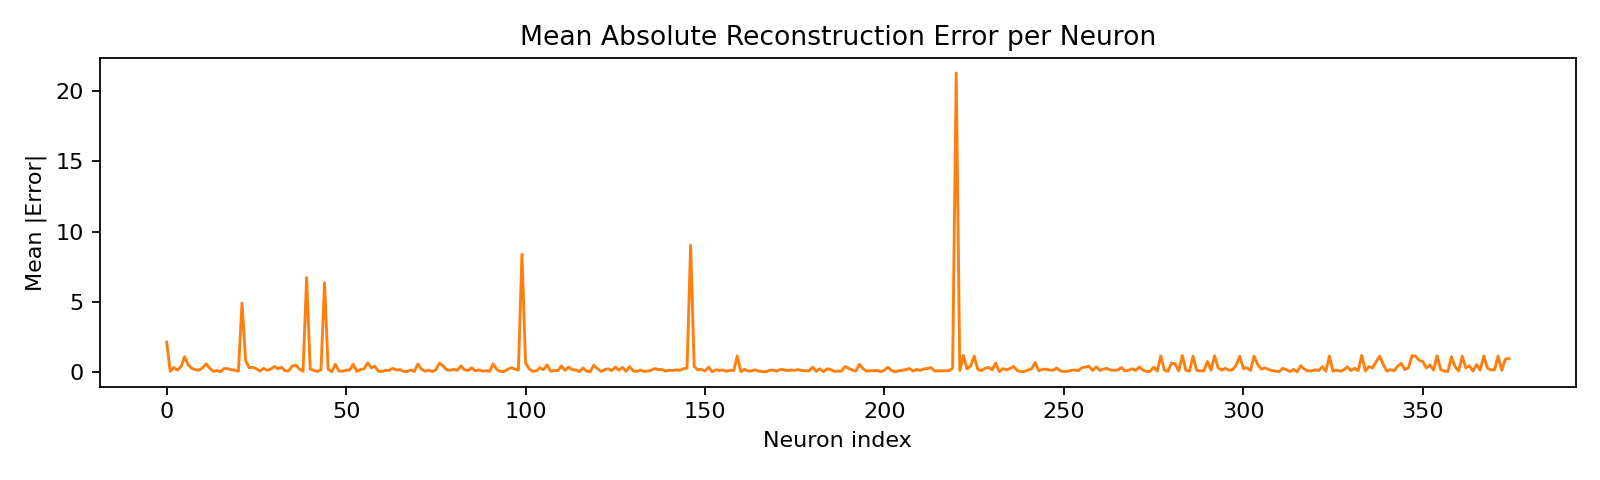 Mean Absolute Reconstruction Error per Neuron
Mean |Error|
20
15
10
5
0
0 50 100 150 200 250 300 350
Neuron index